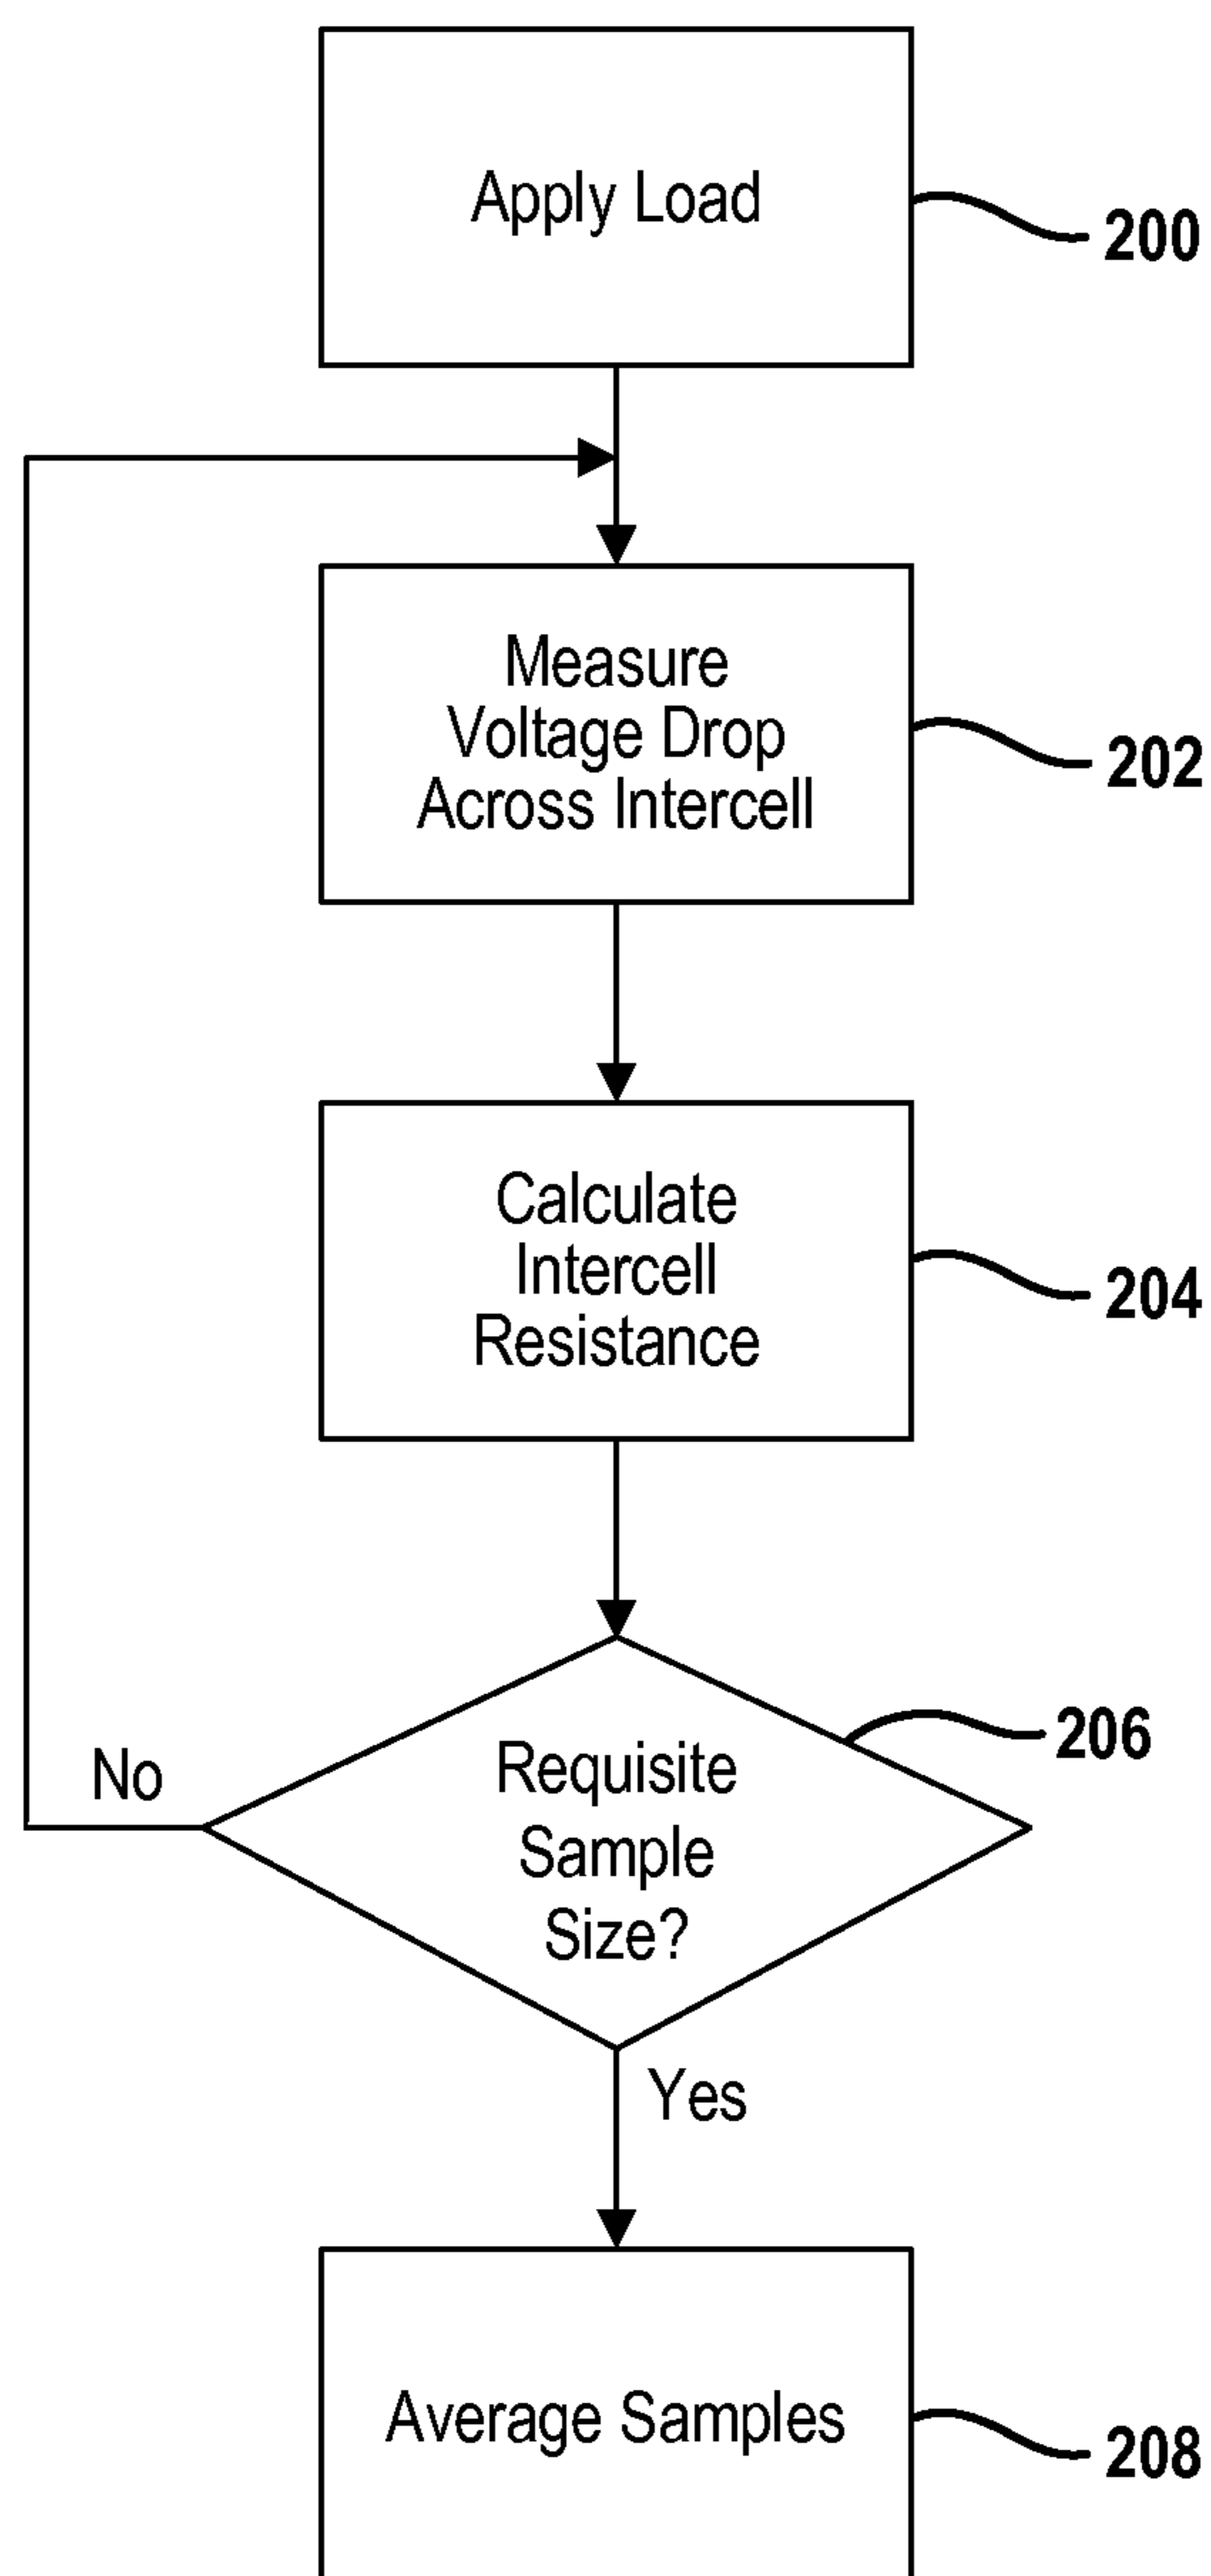 Apply Load
200
Measure
Voltage Drop
Across Intercell
202
Calculate
Intercell
Resistance
204
Requisite
Sample
Size?
206
No
Yes
Average Samples
208